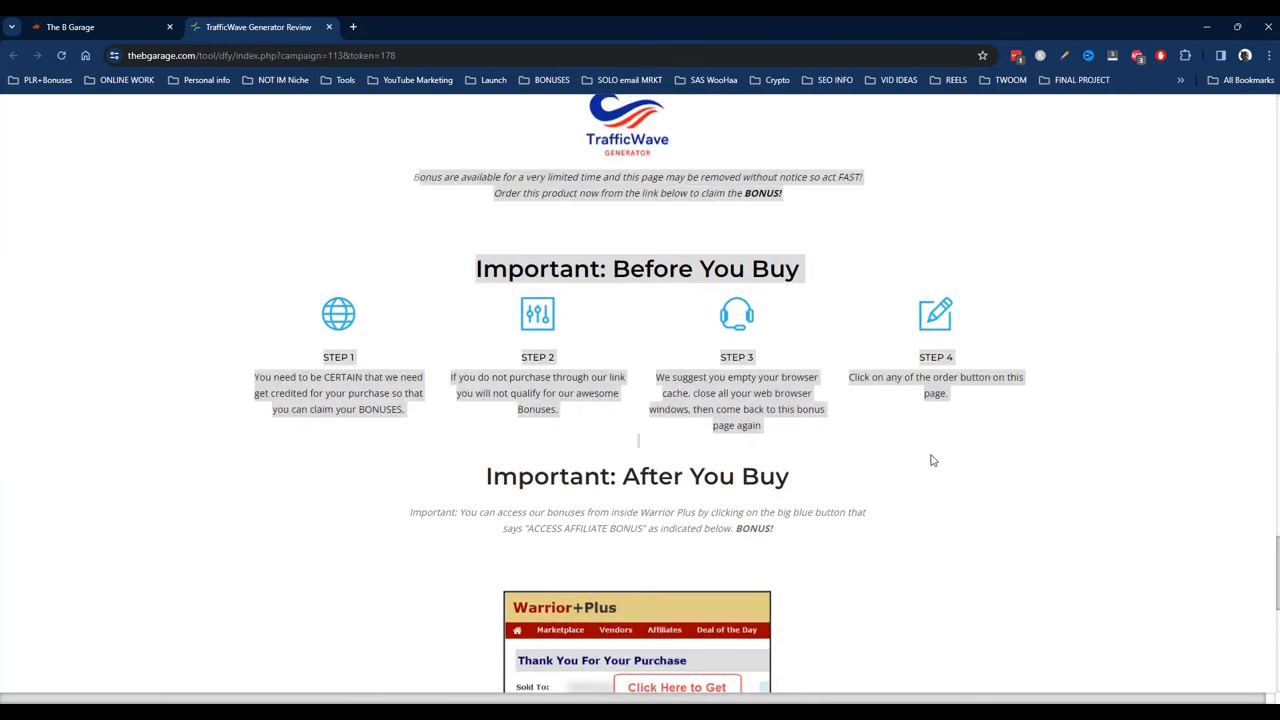 The B Garage
TrafficWave Generator Review
thebgarage.com/tool/dfy/index.php?campaign=113&token=178
PLR+Bonuses
ONLINE WORK
Personal info
NOT IM Niche
Tools
YouTube Marketing
Launch
BONUSES
SOLO email MRKT
SAS WooHaa
Crypto
SEO INFO
VID IDEAS
REELS
TWOOM
FINAL PROJECT
All Bookmarks
TrafficWave
GENERATOR
Bonus are available for a very limited time and this page may be removed without notice so act FAST!
Order this product now from the link below to claim the BONUS!
Important: Before You Buy
STEP 1
You need to be CERTAIN that we need
get credited for your purchase so that
you can claim your BONUSES,
STEP 2
If you do not purchase through our link
you will not qualify for our awesome
Bonuses.
STEP 3
We suggest you empty your browser
cache, close all your web browser
windows, then come back to this bonus
page again
STEP 4
Click on any of the order button on this
page.
Important: After You Buy
Important: You can access our bonuses from inside Warrior Plus by clicking on the big blue button that
says "ACCESS AFFILIATE BONUS" as indicated below. BONUS!
Warrior+Plus
Marketplace
Vendors
Affiliates
Deal of the Day
Thank You For Your Purchase
Sold To:
Click Here to Get